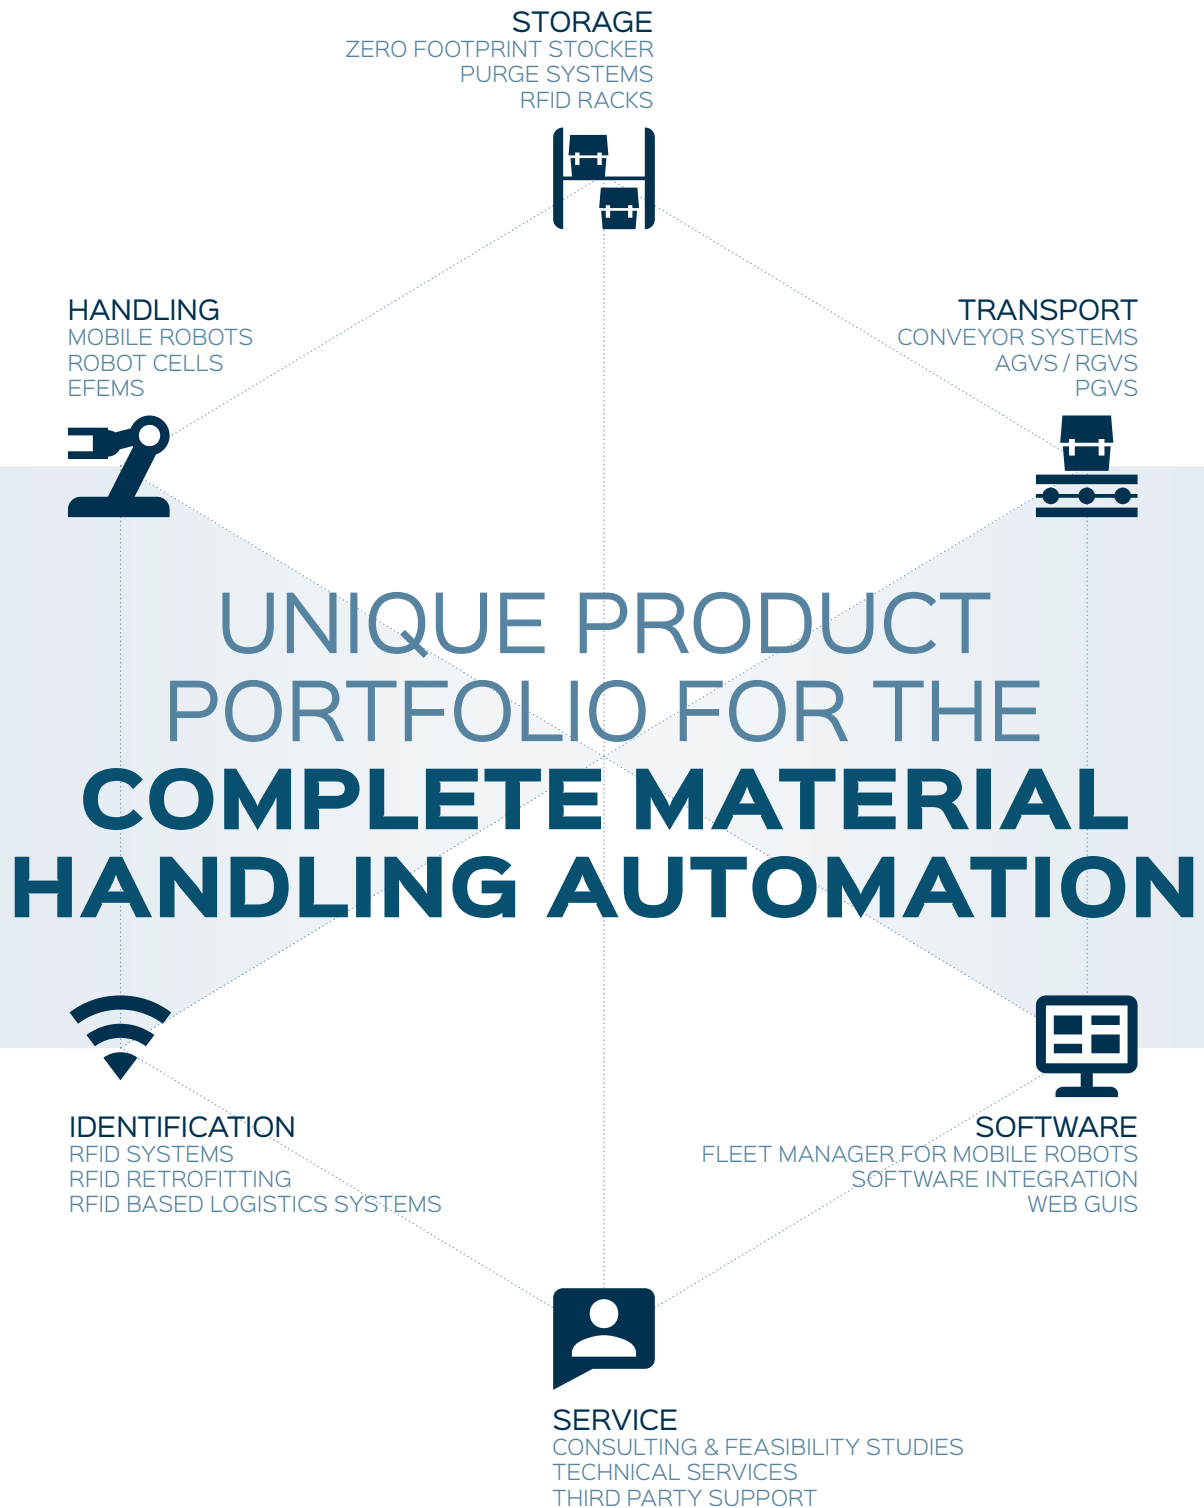 STORAGE
ZERO FOOTPRINT STOCKER
PURGE SYSTEMS
RFID RACKS
HANDLING
MOBILE ROBOTS
ROBOT CELLS
EFEMS
TRANSPORT
CONVEYOR SYSTEMS
AGVS / RGVS
PGVS
UNIQUE PRODUCT
PORTFOLIO FOR THE
COMPLETE MATERIAL
HANDLING AUTOMATION
IDENTIFICATION
RFID SYSTEMS
RFID RETROFITTING
RFID BASED LOGISTICS SYSTEMS
SOFTWARE
FLEET MANAGER FOR MOBILE ROBOTS
SOFTWARE INTEGRATION
WEB GUIS
SERVICE
CONSULTING & FEASIBILITY STUDIES
TECHNICAL SERVICES
THIRD PARTY SUPPORT